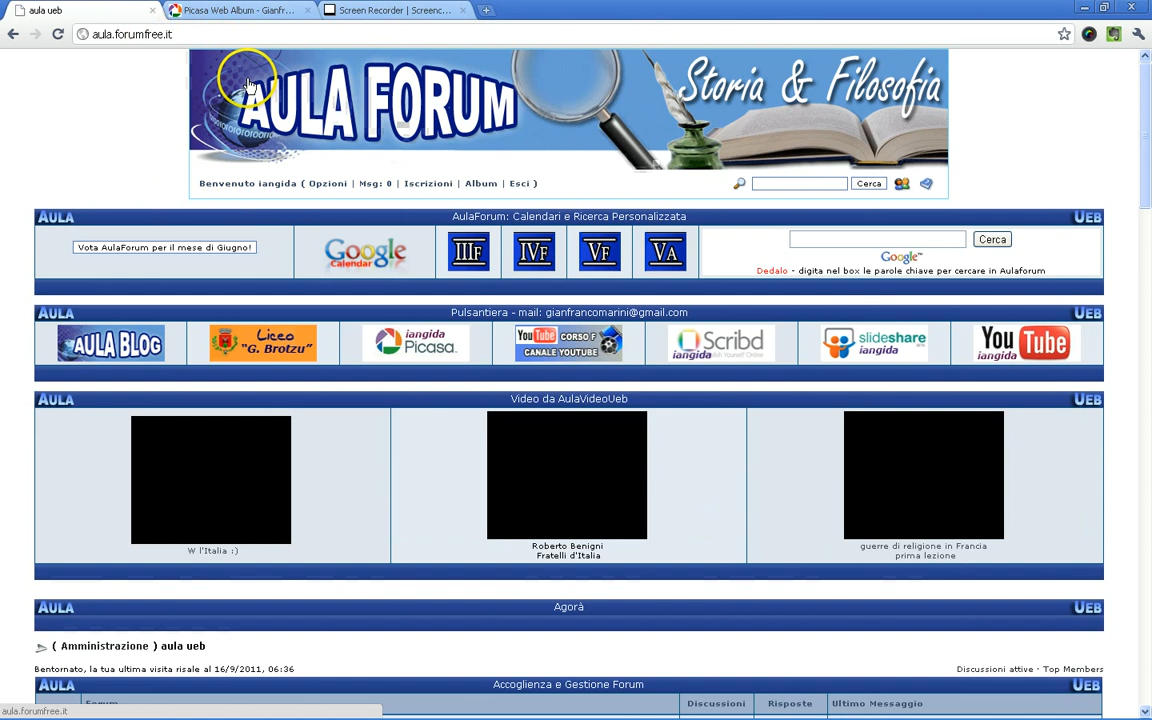 aula ueb
Picasa Web Album - Gianfr...
Screen Recorder | Screenc...
aula.forumfree.it
AULA FORUM
Storia & Filosofia
Benvenuto iangida ( Opzioni | Msg: 0 | Iscrizioni | Album | Esci )
Cerca
AULA
AulaForum: Calendari e Ricerca Personalizzata
UEB
Vota AulaForum per il mese di Giugno!
Google
Calendar
IIIF
IVF
VF
VA
Cerca
Google™
Dedalo - digita nel box le parole chiave per cercare in Aulaforum
AULA
Pulsantiera - mail: gianfrancomarini@gmail.com
UEB
AULA BLOG
Liceo
"G. Brotzu"
iangida
Picasa
YouTube CORSO F
CANALE YOUTUBE
Scribd
iangida
slideshare
iangida
YouTube
iangida
AULA
Video da AulaVideoUeb
UEB
W l'Italia :)
Roberto Benigni
Fratelli d'Italia
guerre di religione in Francia
prima lezione
AULA
Agorà
UEB
( Amministrazione ) aula ueb
Bentornato, la tua ultima visita risale al 16/9/2011, 06:36
Discussioni attive · Top Members
AULA
Accoglienza e Gestione Forum
UEB
Forum
Discussioni
Risposte
Ultimo Messaggio
aula.forumfree.it